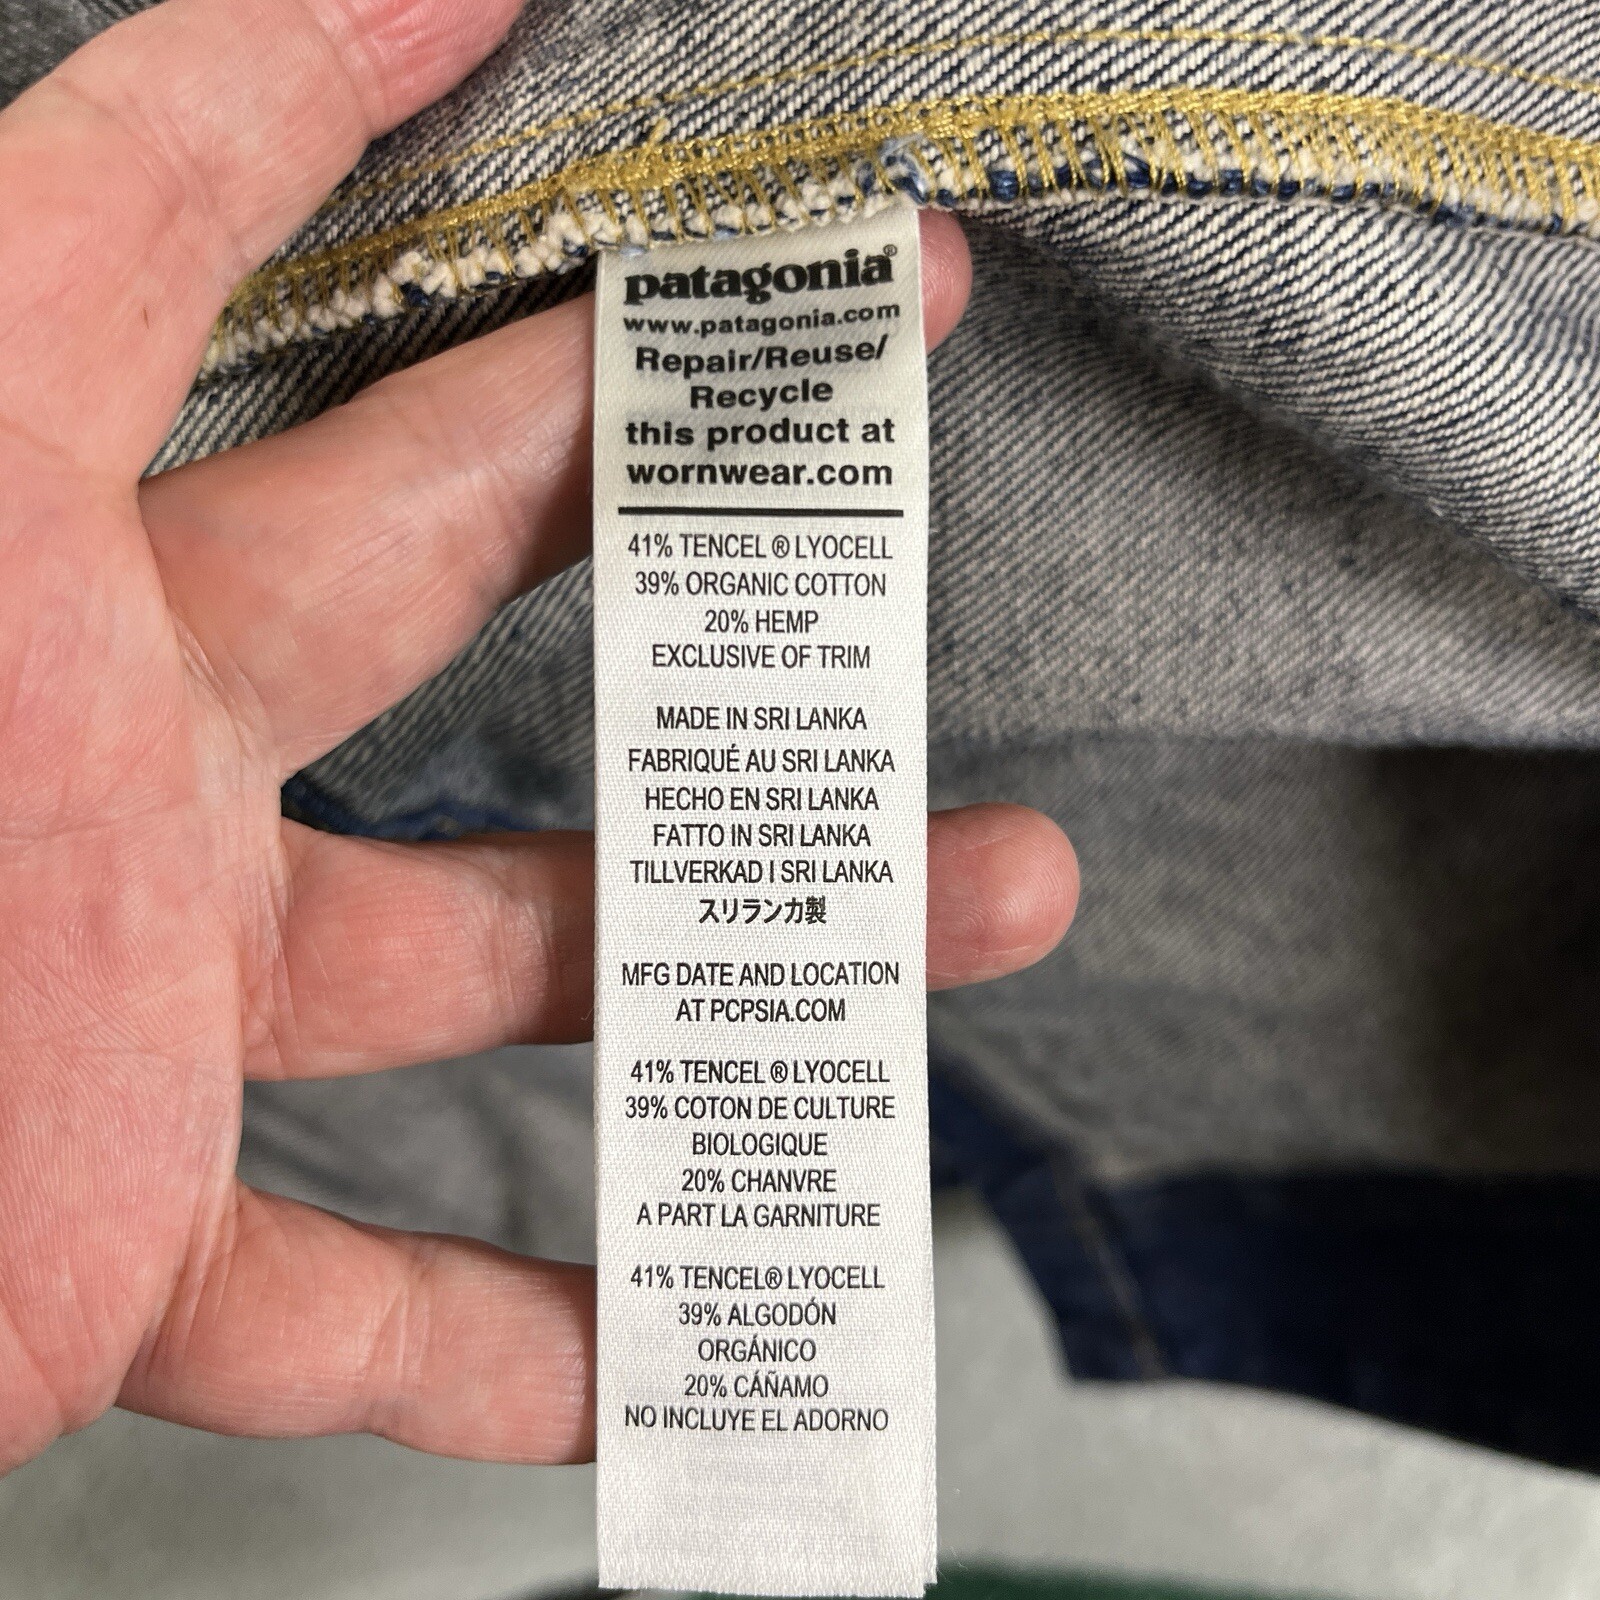 patagonia®
www.patagonia.com
Repair/Reuse/
Recycle
this product at
wornwear.com
41% TENCEL ® LYOCELL
39% ORGANIC COTTON
20% HEMP
EXCLUSIVE OF TRIM
MADE IN SRI LANKA
FABRIQUÉ AU SRI LANKA
HECHO EN SRI LANKA
FATTO IN SRI LANKA
TILLVERKAD I SRI LANKA
スリランカ製
MFG DATE AND LOCATION
AT PCPSIA.COM
41% TENCEL ® LYOCELL
39% COTON DE CULTURE
BIOLOGIQUE
20% CHANVRE
A PART LA GARNITURE
41% TENCEL® LYOCELL
39% ALGODÓN
ORGÁNICO
20% CÁÑAMO
NO INCLUYE EL ADORNO